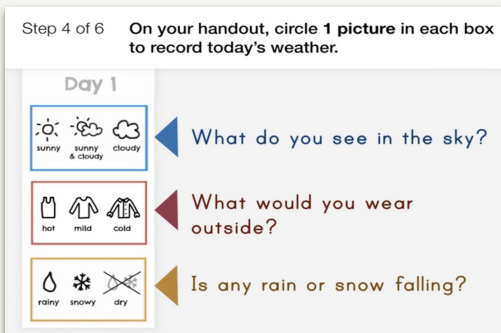 Step 4 of 6
On your handout, circle 1 picture in each box
to record today's weather.
Day 1
sunny
sunny
& cloudy
cloudy
What do you see in the sky?
hot
mild
cold
What would you wear
outside?
rainy
snowy
dry
Is any rain or snow falling?